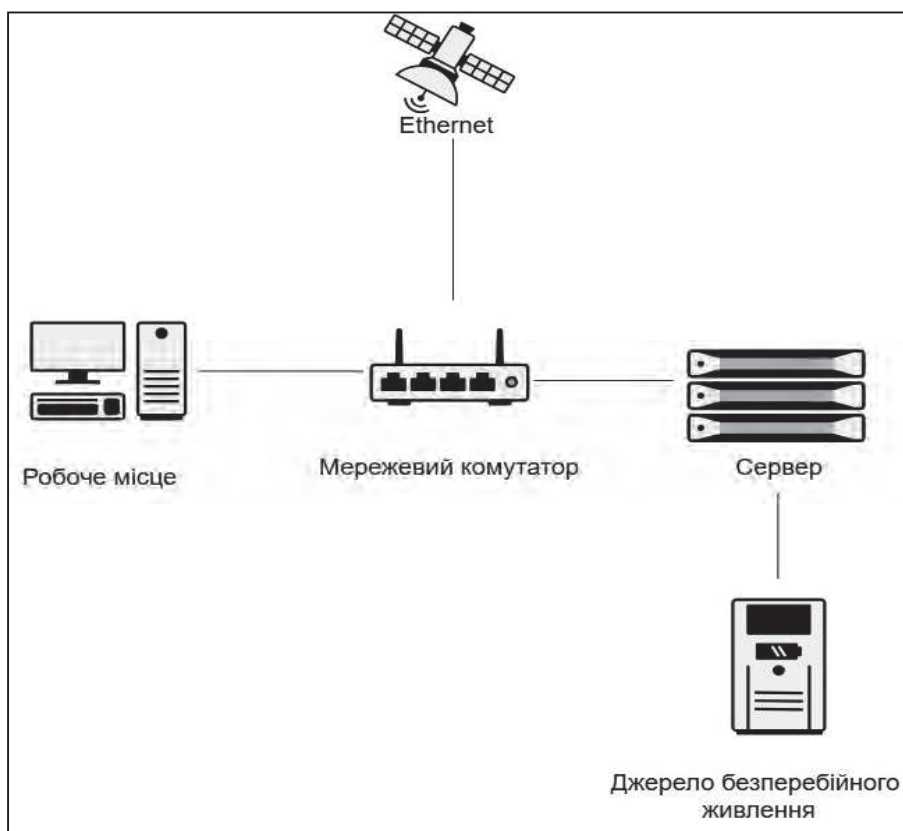 Ethernet
Робоче місце
Мережевий комутатор
Сервер
Джерело безперебійного
живлення